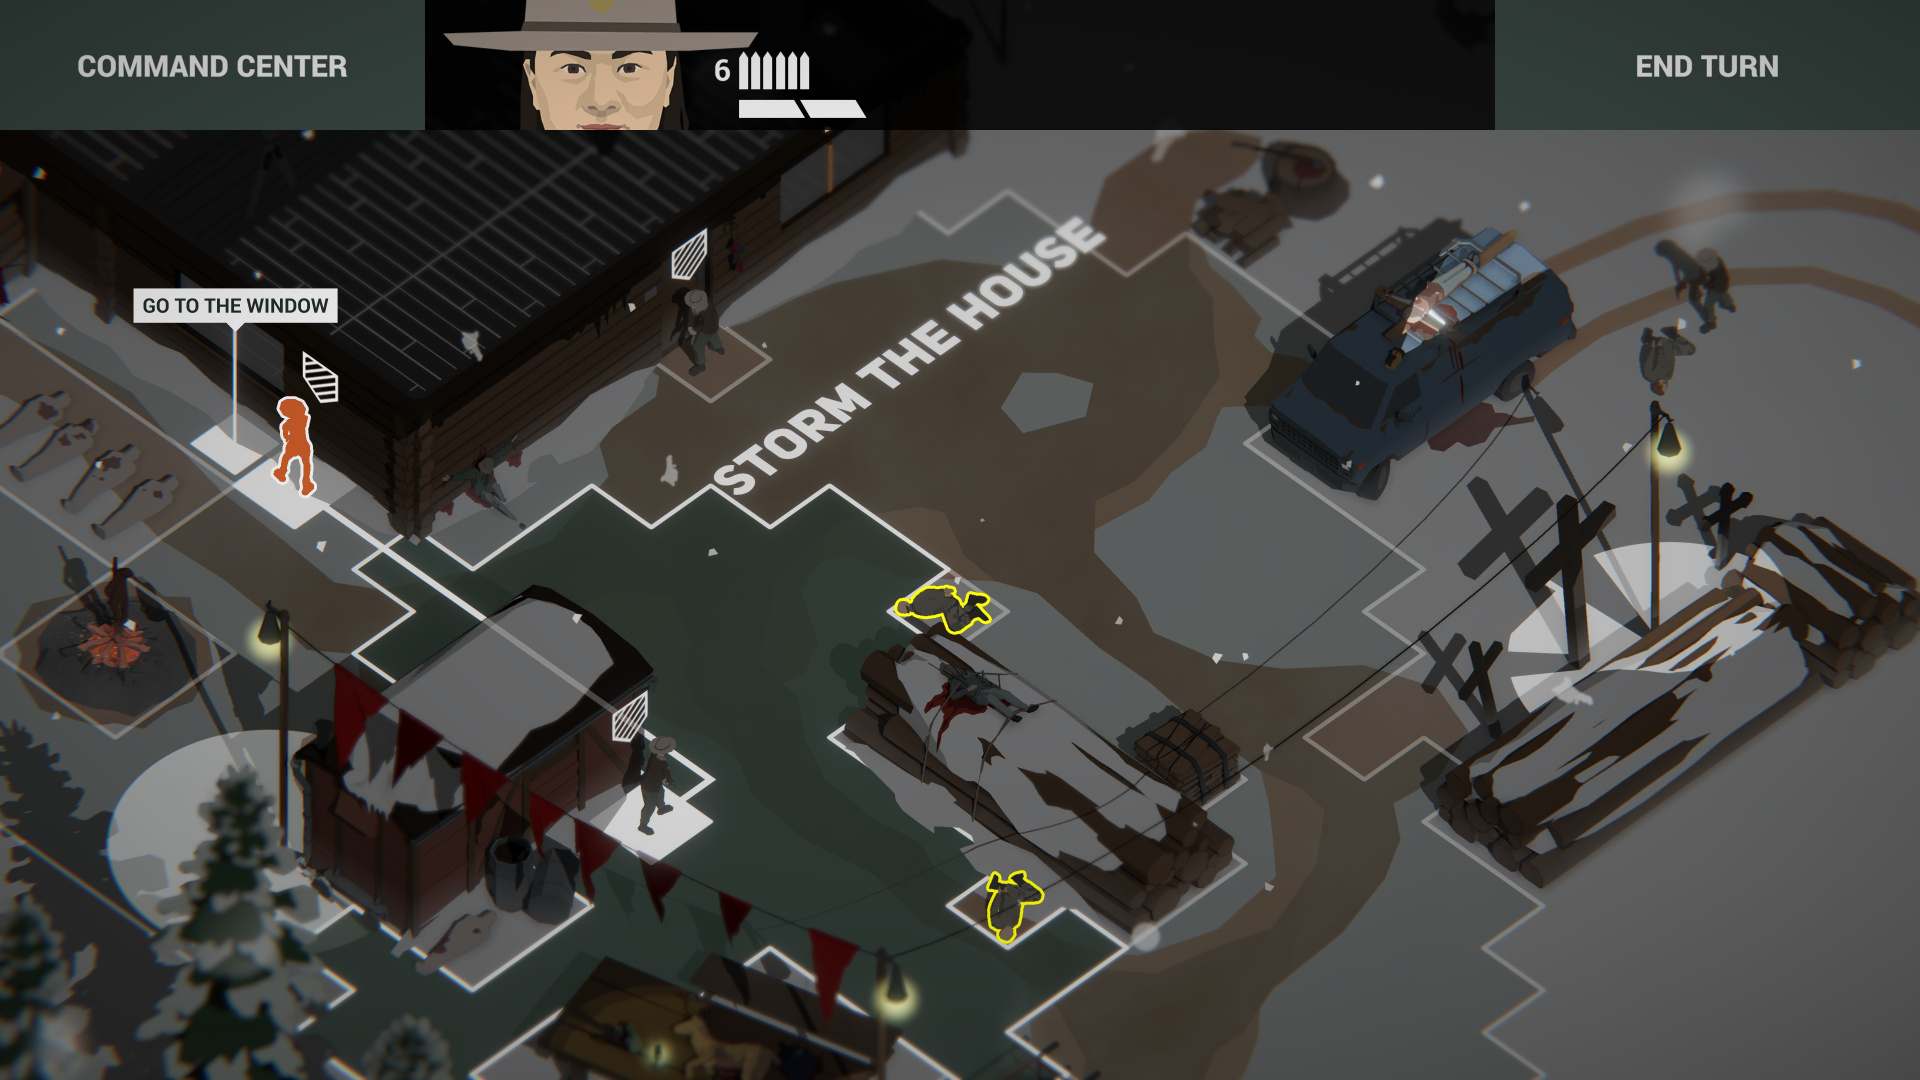 COMMAND CENTER
6
END TURN
STORM THE HOUSE
GO TO THE WINDOW